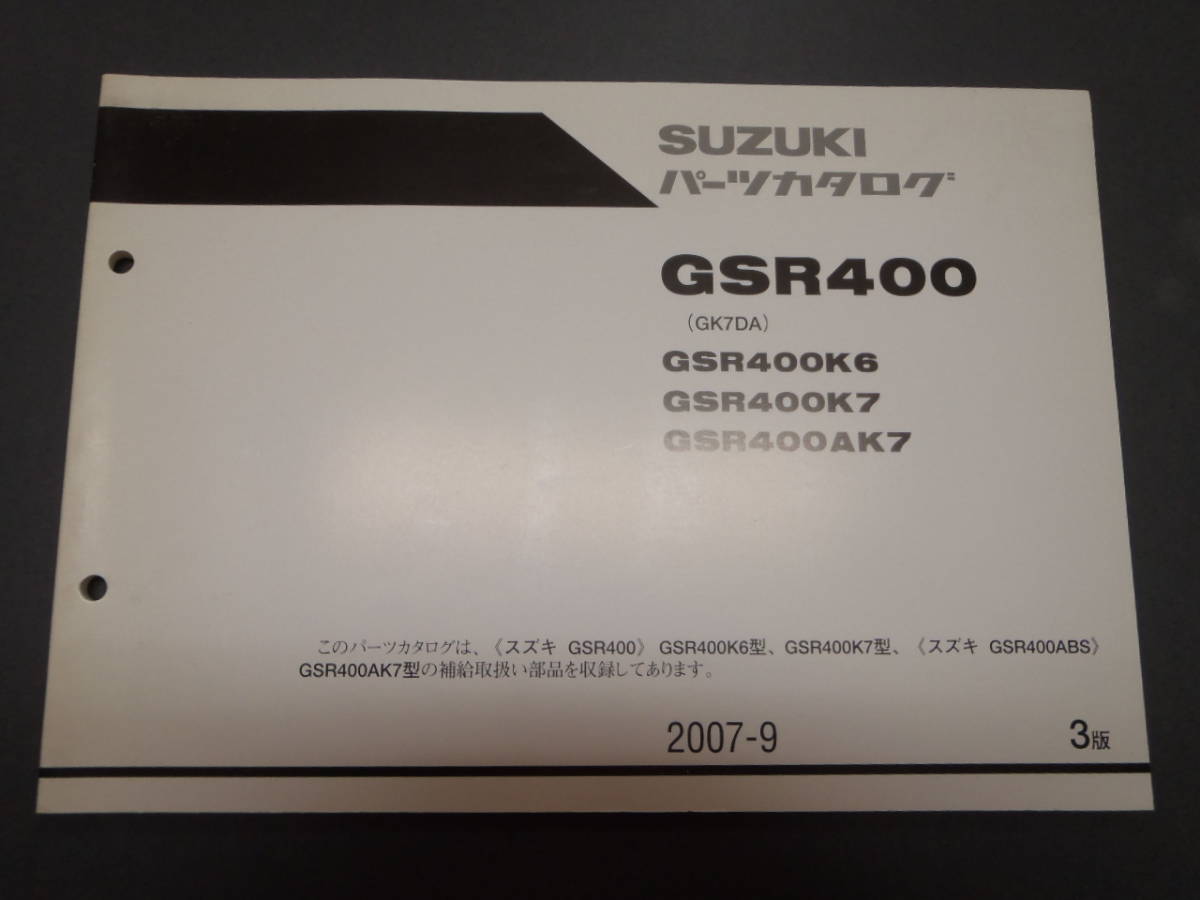 SUZUKI
パーツカタログ
GSR400
（GK7DA）
GSR400K6
GSR400K7
GSR400AK7
このパーツカタログは、《スズキ GSR400》 GSR400K6型、GSR400K7型、《スズキ GSR400ABS》
GSR400AK7型の補給取扱い部品を収録してあります。
2007-9 3版